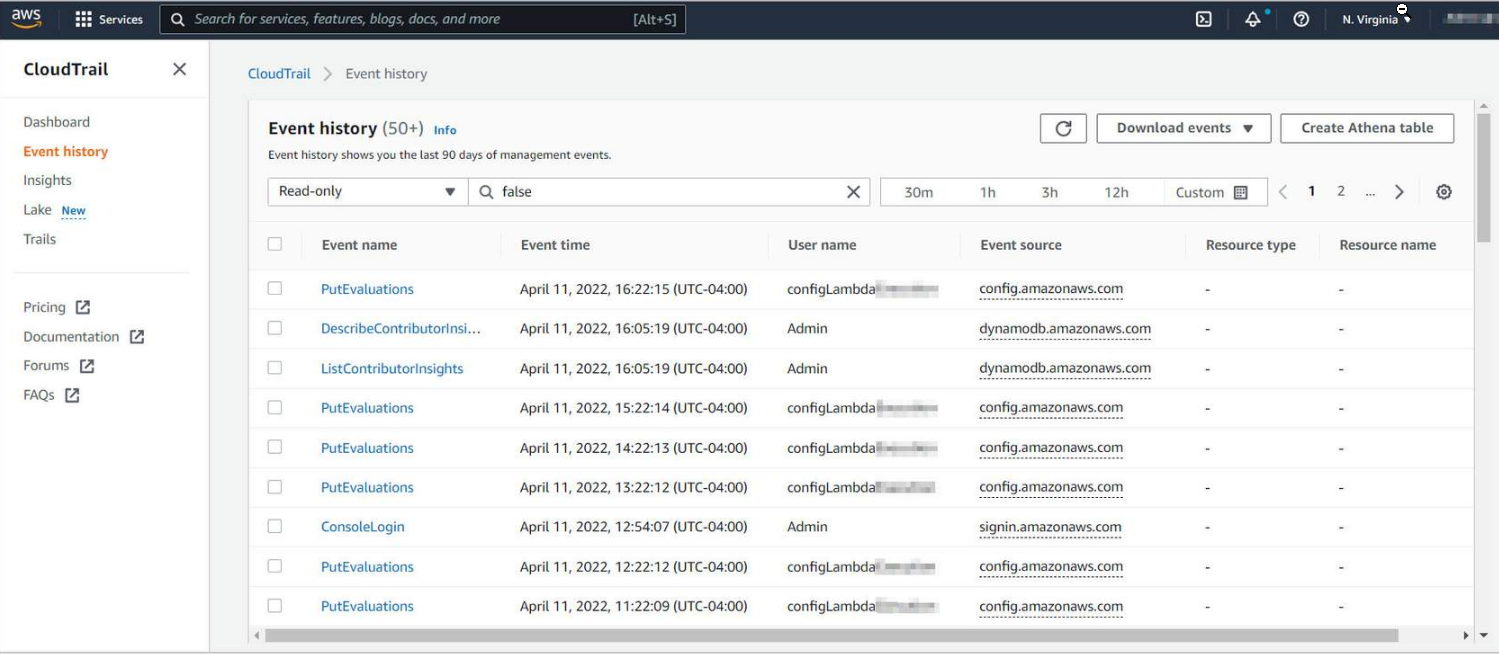 aws Services Search for services, features, blogs, docs, and more [Alt+S] N. Virginia
CloudTrail
Dashboard
Event history
Insights
Lake New
Trails
Pricing
Documentation
Forums
FAQs
CloudTrail Event history
Event history (50+) Info
Download events Create Athena table
Event history shows you the last 90 days of management events.
Read-only false 30m 1h 3h 12h Custom 1 2 ...
Event name Event time User name Event source Resource type Resource name
PutEvaluations April 11, 2022, 16:22:15 (UTC-04:00) configLambda config.amazonaws.com - -
DescribeContributorInsi... April 11, 2022, 16:05:19 (UTC-04:00) Admin dynamodb.amazonaws.com - -
ListContributorInsights April 11, 2022, 16:05:19 (UTC-04:00) Admin dynamodb.amazonaws.com - -
PutEvaluations April 11, 2022, 15:22:14 (UTC-04:00) configLambda config.amazonaws.com - -
PutEvaluations April 11, 2022, 14:22:13 (UTC-04:00) configLambda config.amazonaws.com - -
PutEvaluations April 11, 2022, 13:22:12 (UTC-04:00) configLambda config.amazonaws.com - -
ConsoleLogin April 11, 2022, 12:54:07 (UTC-04:00) Admin signin.amazonaws.com - -
PutEvaluations April 11, 2022, 12:22:12 (UTC-04:00) configLambda config.amazonaws.com - -
PutEvaluations April 11, 2022, 11:22:09 (UTC-04:00) configLambda config.amazonaws.com - -